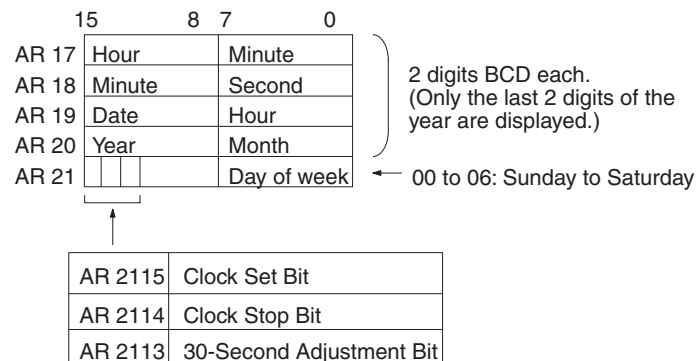 15 8 7 0
AR 17 Hour Minute
AR 18 Minute Second
AR 19 Date Hour
AR 20 Year Month
AR 21 Day of week
2 digits BCD each.
(Only the last 2 digits of the
year are displayed.)
00 to 06: Sunday to Saturday
AR 2115 Clock Set Bit
AR 2114 Clock Stop Bit
AR 2113 30-Second Adjustment Bit